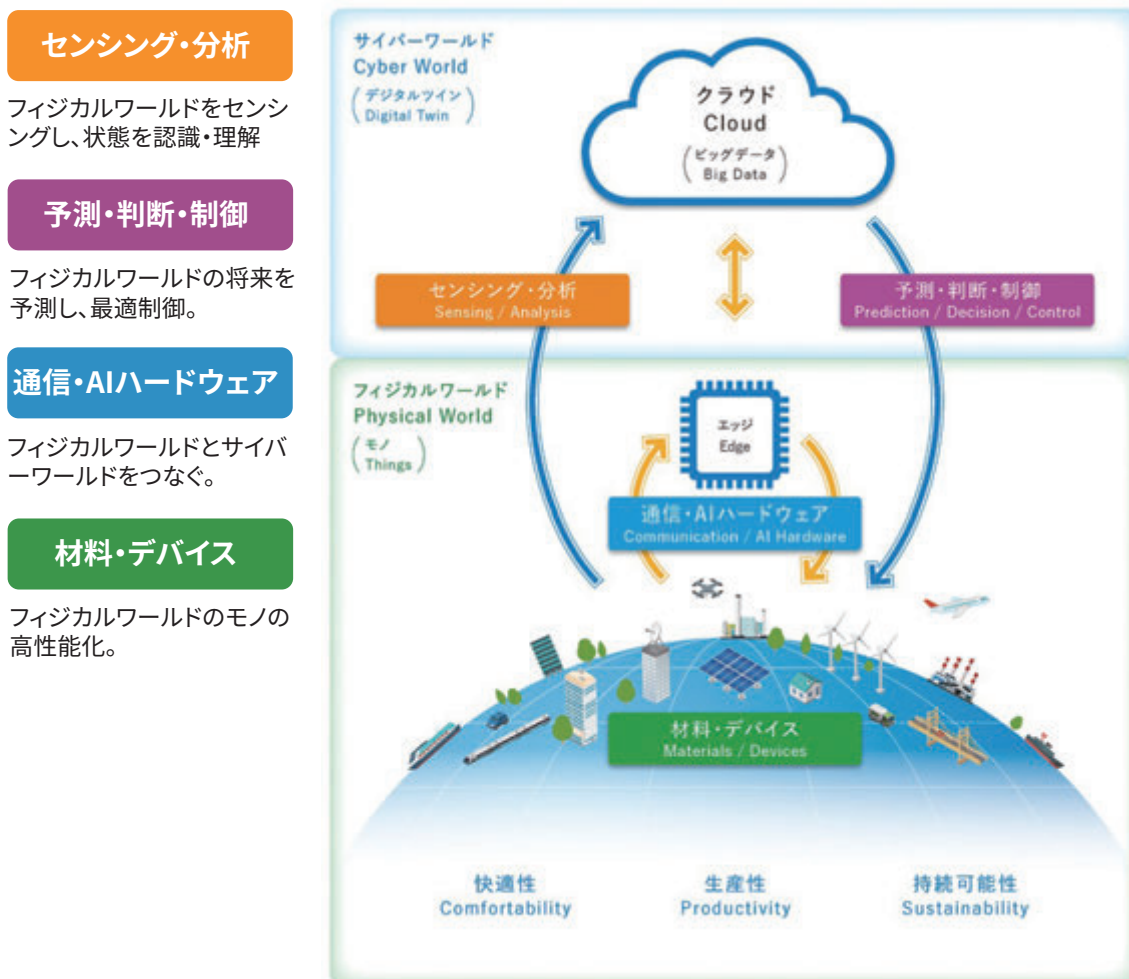 センシング・分析
フィジカルワールドをセンシ
ングし、状態を認識・理解
予測・判断・制御
フィジカルワールドの将来を
予測し、最適制御。
通信・AIハードウェア
フィジカルワールドとサイバ
ーワールドをつなぐ。
材料・デバイス
フィジカルワールドのモノの
高性能化。
サイバーワールド
Cyber World
(デジタルツイン
Digital Twin)
クラウド
Cloud
(ビッグデータ
Big Data)
センシング・分析
Sensing / Analysis
予測・判断・制御
Prediction / Decision / Control
フィジカルワールド
Physical World
(モノ
Things)
エッジ
Edge
通信・AIハードウェア
Communication / AI Hardware
材料・デバイス
Materials / Devices
快適性
Comfortability
生産性
Productivity
持続可能性
Sustainability